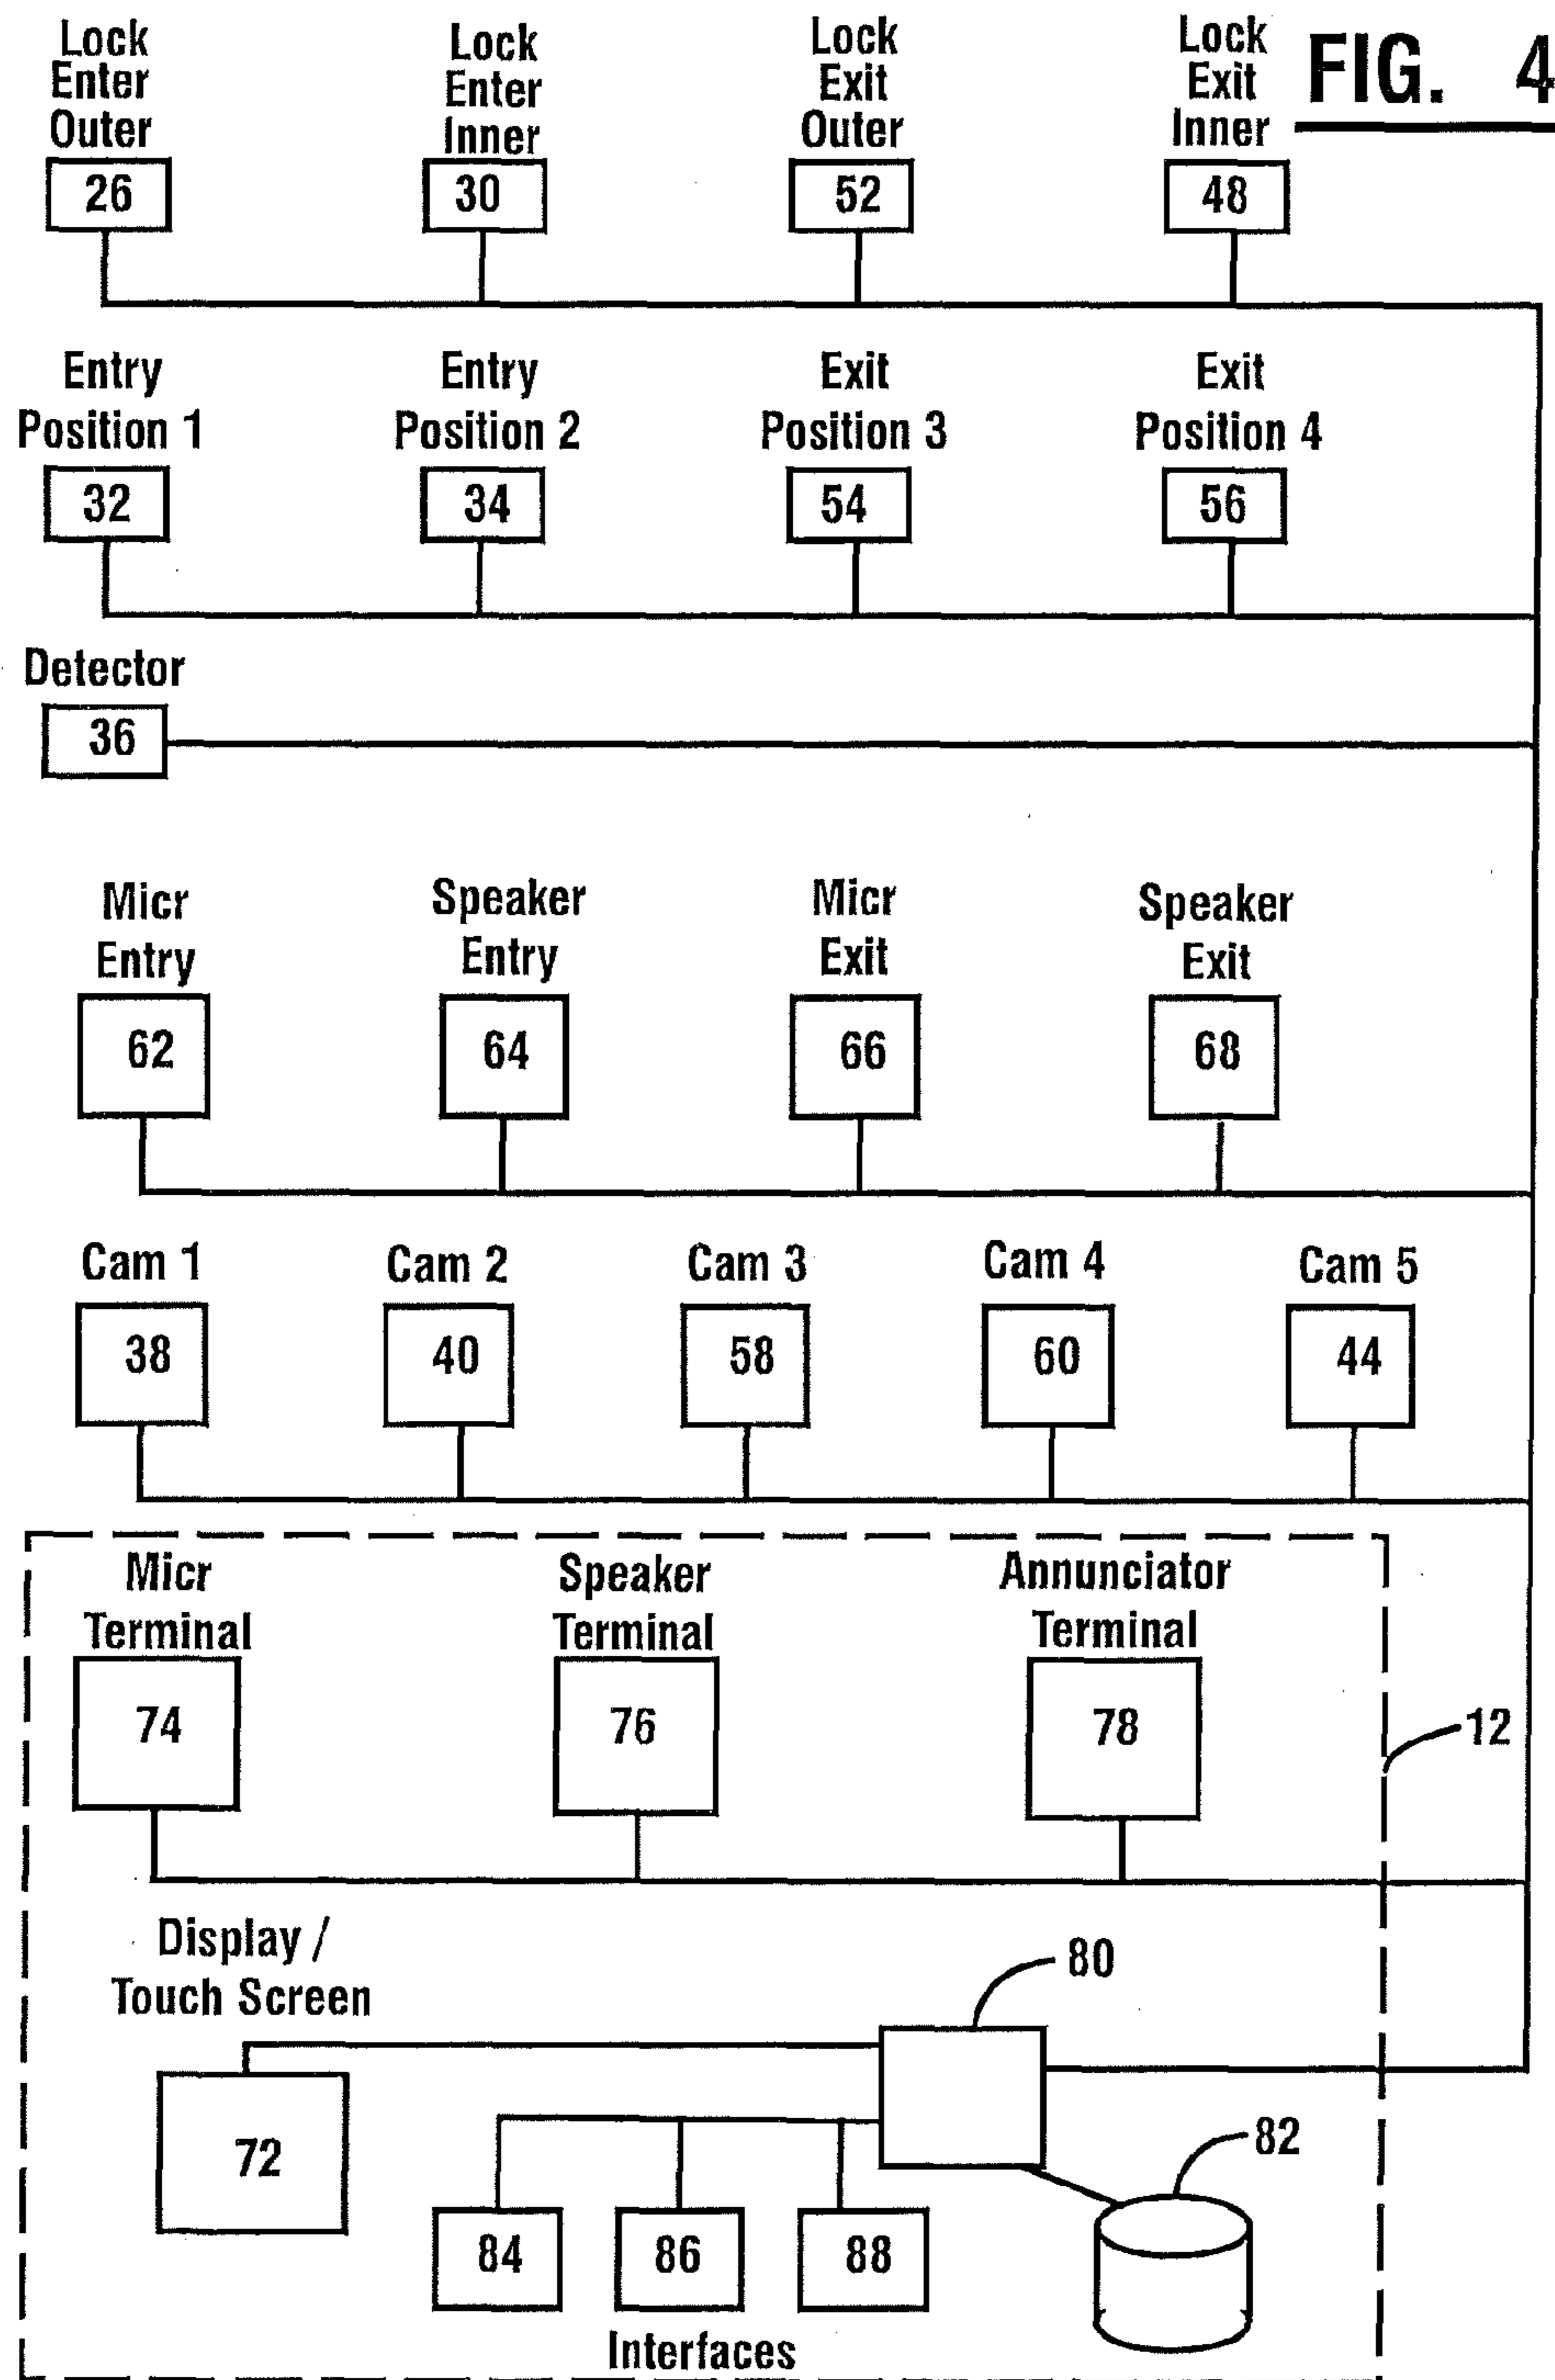 FIG. 4
Lock Enter Outer
Lock Enter Inner
Lock Exit Outer
Lock Exit Inner
26
30
52
48
Entry Position 1
Entry Position 2
Exit Position 3
Exit Position 4
32
34
54
56
Detector
36
Micr Entry
Speaker Entry
Micr Exit
Speaker Exit
62
64
66
68
Cam 1
Cam 2
Cam 3
Cam 4
Cam 5
38
40
58
60
44
Micr Terminal
Speaker Terminal
Annunciator Terminal
74
76
78
12
Display / Touch Screen
80
72
82
84
86
88
Interfaces